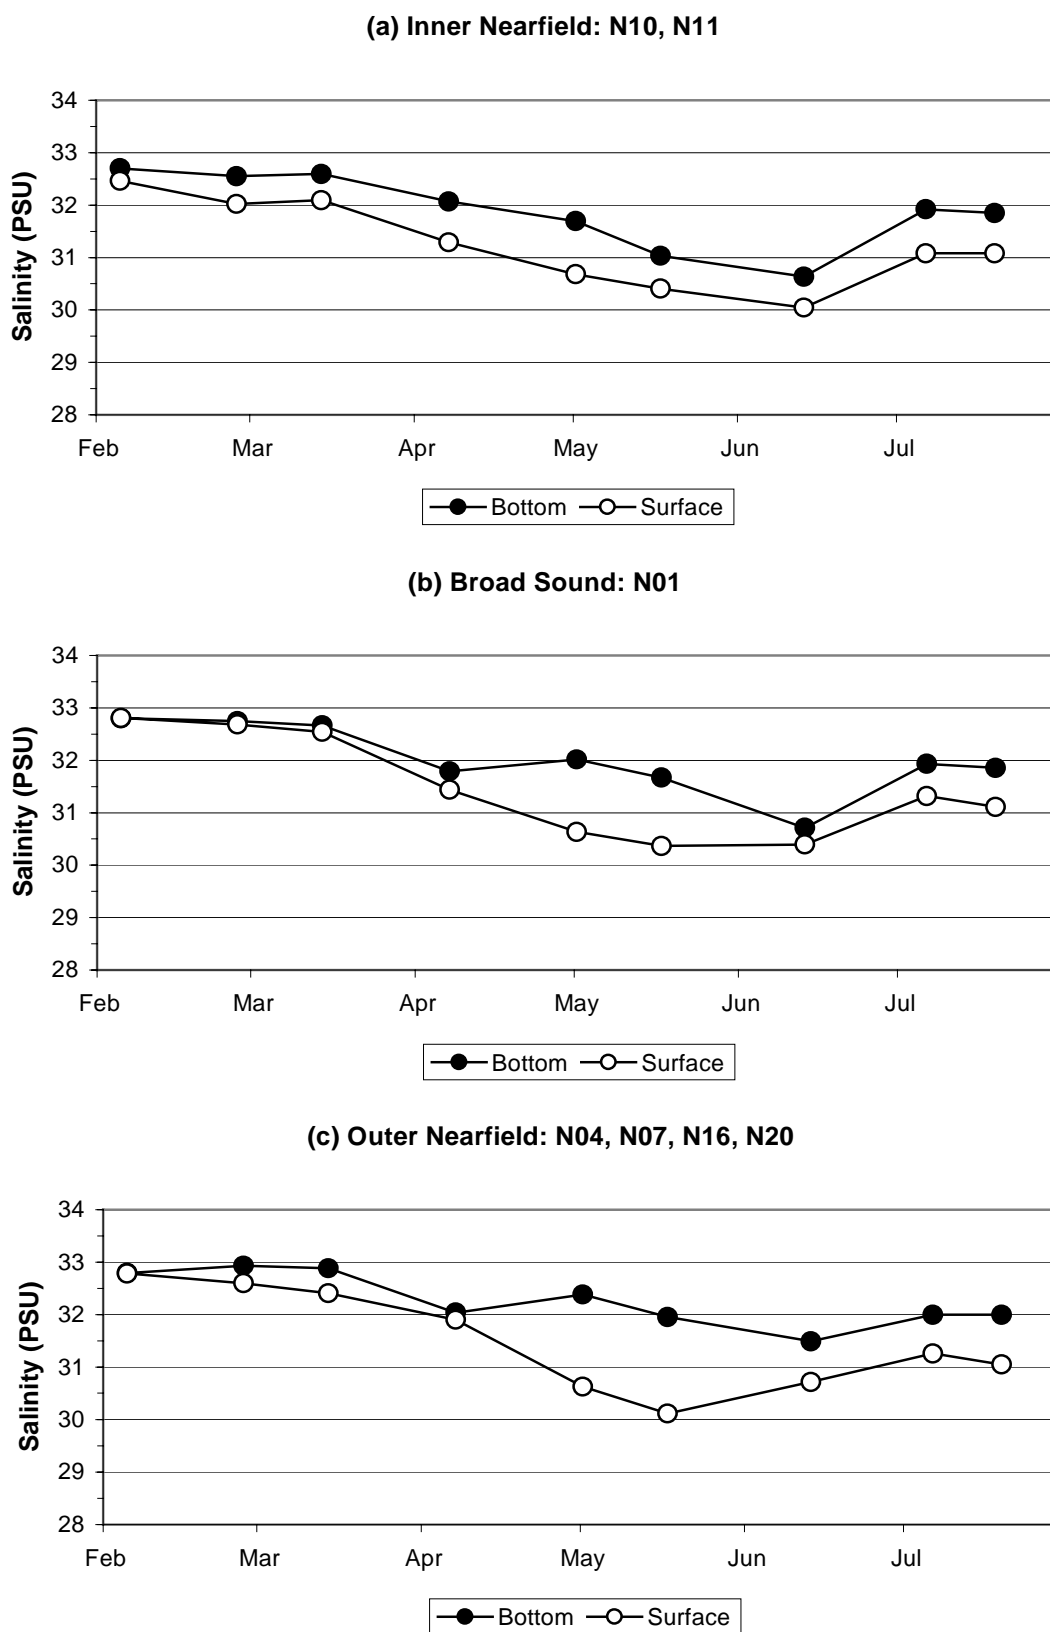 (a) Inner Nearfield: N10, N11
34
33
32
31
30
29
28
Salinity (PSU)
Feb Mar Apr May Jun Jul
Bottom Surface
(b) Broad Sound: N01
34
33
32
31
30
29
28
Salinity (PSU)
Feb Mar Apr May Jun Jul
Bottom Surface
(c) Outer Nearfield: N04, N07, N16, N20
34
33
32
31
30
29
28
Salinity (PSU)
Feb Mar Apr May Jun Jul
Bottom Surface